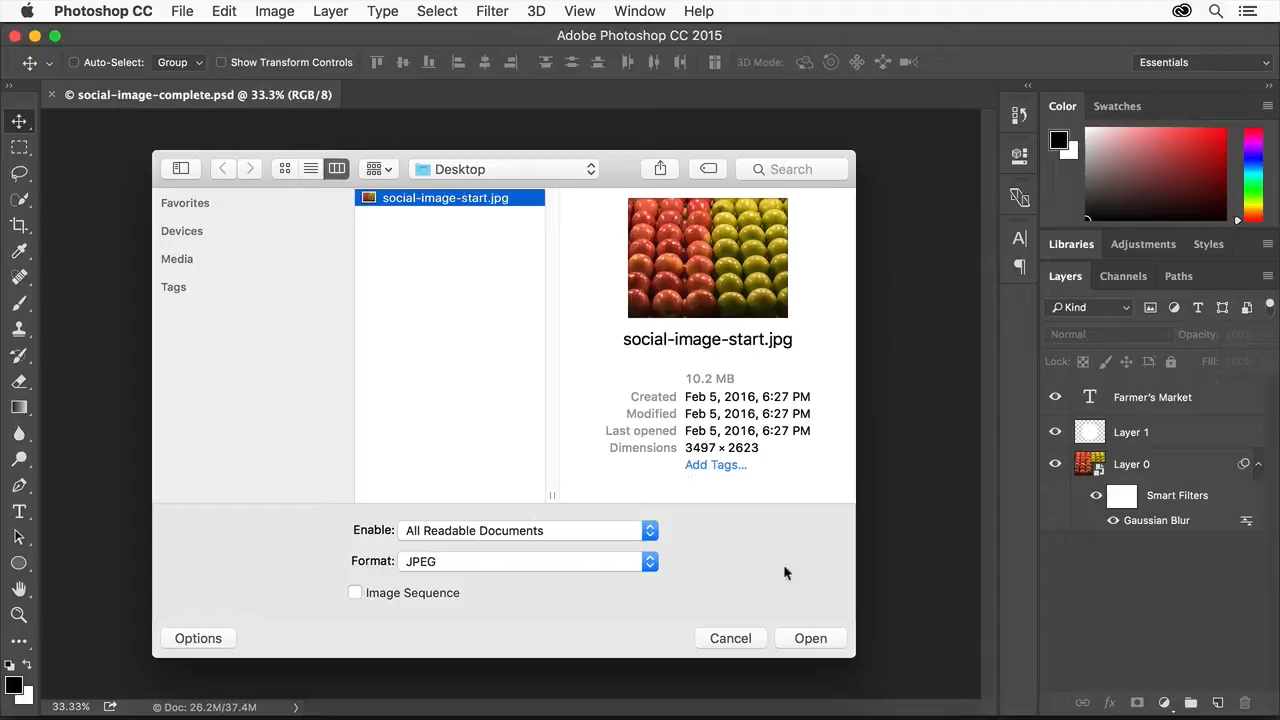 Photoshop CC File Edit Image Layer Type Select Filter 3D View Window Help
Adobe Photoshop CC 2015
Auto-Select: Group Show Transform Controls 3D Mode: Essentials
© social-image-complete.psd @ 33.3% (RGB/8)
Color Swatches
Desktop Search
Favorites
Devices
Media
Tags
social-image-start.jpg
social-image-start.jpg
10.2 MB
Created Feb 5, 2016, 6:27 PM
Modified Feb 5, 2016, 6:27 PM
Last opened Feb 5, 2016, 6:27 PM
Dimensions 3497 × 2623
Add Tags...
Enable: All Readable Documents
Format: JPEG
Image Sequence
Options Cancel Open
Libraries Adjustments Styles
Layers Channels Paths
Kind
Normal Opacity: 100%
Lock: Fill: 100%
Farmer's Market
Layer 1
Layer 0
Smart Filters
Gaussian Blur
33.33% Doc: 26.2M/37.4M